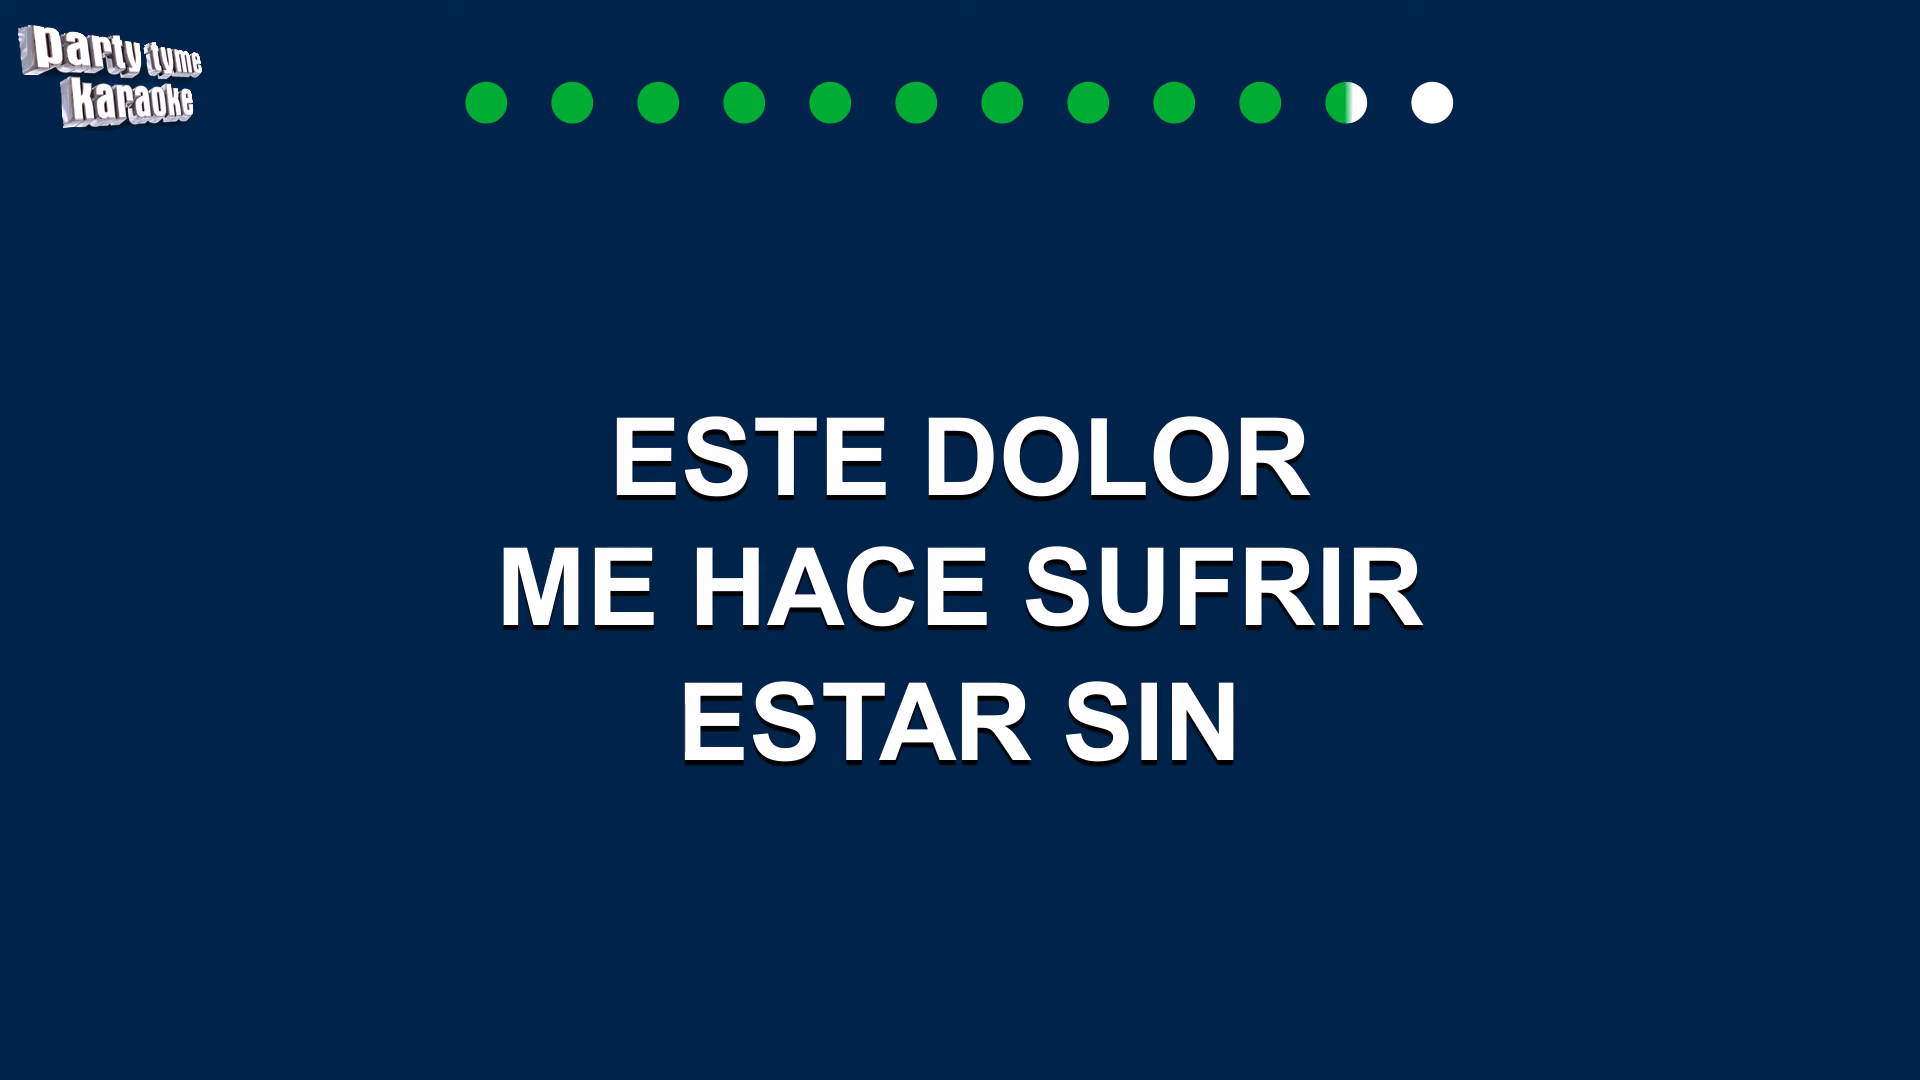 party tyme
karaoke
ESTE DOLOR
ME HACE SUFRIR
ESTAR SIN